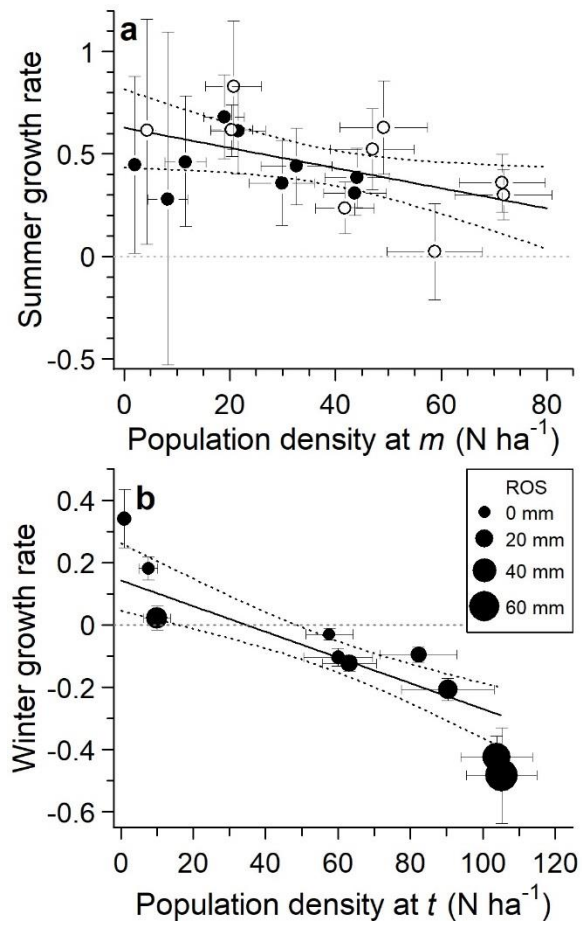 a
1
0.5
0
-0.5
Summer growth rate
0 20 40 60 80
Population density at m (N ha⁻¹)
b
0.4
0.2
0
-0.2
-0.4
-0.6
Winter growth rate
ROS
0 mm
20 mm
40 mm
60 mm
0 20 40 60 80 100 120
Population density at t (N ha⁻¹)